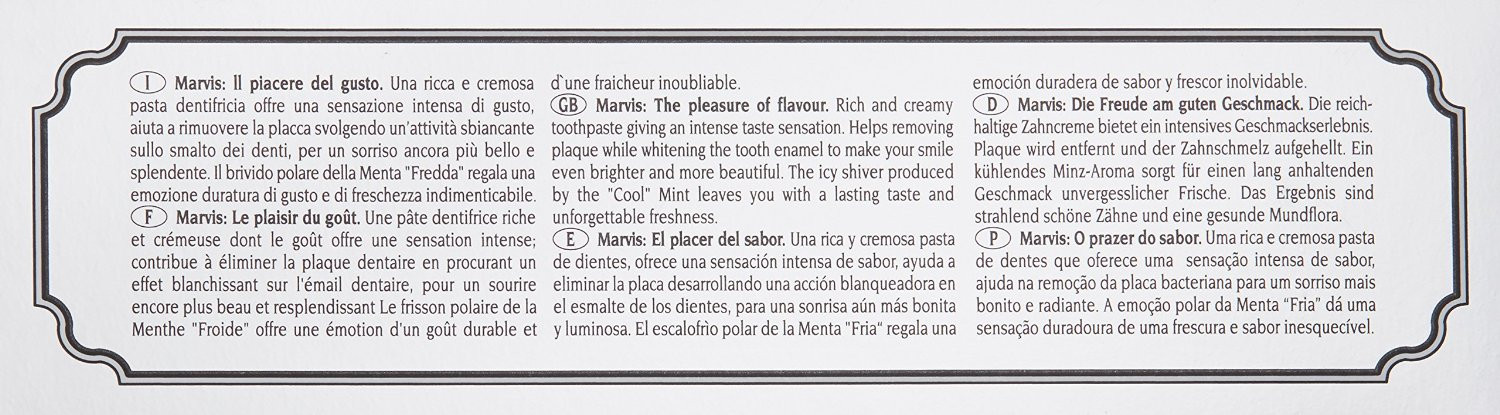 I Marvis: Il piacere del gusto. Una ricca e cremosa
pasta dentifricia offre una sensazione intensa di gusto,
aiuta a rimuovere la placca svolgendo un'attività sbiancante
sullo smalto dei denti, per un sorriso ancora più bello e
splendente. Il brivido polare della Menta "Fredda" regala una
emozione duratura di gusto e di freschezza indimenticabile.
F Marvis: Le plaisir du goût. Une pâte dentifrice riche
et crémeuse dont le goût offre une sensation intense;
contribue à éliminer la plaque dentaire en procurant un
effet blanchissant sur l'émail dentaire, pour un sourire
encore plus beau et resplendissant Le frisson polaire de la
Menthe "Froide" offre une émotion d'un goût durable et
d`une fraicheur inoubliable.
GB Marvis: The pleasure of flavour. Rich and creamy
toothpaste giving an intense taste sensation. Helps removing
plaque while whitening the tooth enamel to make your smile
even brighter and more beautiful. The icy shiver produced
by the "Cool" Mint leaves you with a lasting taste and
unforgettable freshness.
E Marvis: El placer del sabor. Una rica y cremosa pasta
de dientes, ofrece una sensación intensa de sabor, ayuda a
eliminar la placa desarrollando una acción blanqueadora en
el esmalte de los dientes, para una sonrisa aún más bonita
y luminosa. El escalofrìo polar de la Menta "Fria“ regala una
emoción duradera de sabor y frescor inolvidable.
D Marvis: Die Freude am guten Geschmack. Die reich-
haltige Zahncreme bietet ein intensives Geschmackserlebnis.
Plaque wird entfernt und der Zahnschmelz aufgehellt. Ein
kühlendes Minz-Aroma sorgt für einen lang anhaltenden
Geschmack unvergesslicher Frische. Das Ergebnis sind
strahlend schöne Zähne und eine gesunde Mundflora.
P Marvis: O prazer do sabor. Uma rica e cremosa pasta
de dentes que oferece uma sensação intensa de sabor,
ajuda na remoção da placa bacteriana para um sorriso mais
bonito e radiante. A emoção polar da Menta “Fria” dá uma
sensação duradoura de uma frescura e sabor inesquecível.